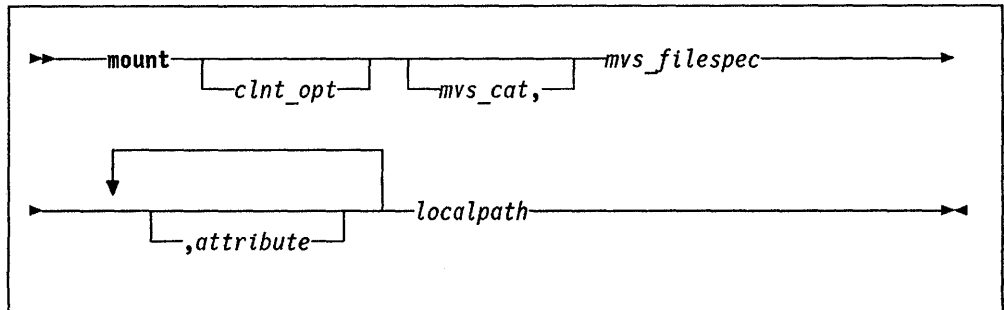 mount mvs_filespec
clnt_opt mvs_cat,
localpath
,attribute